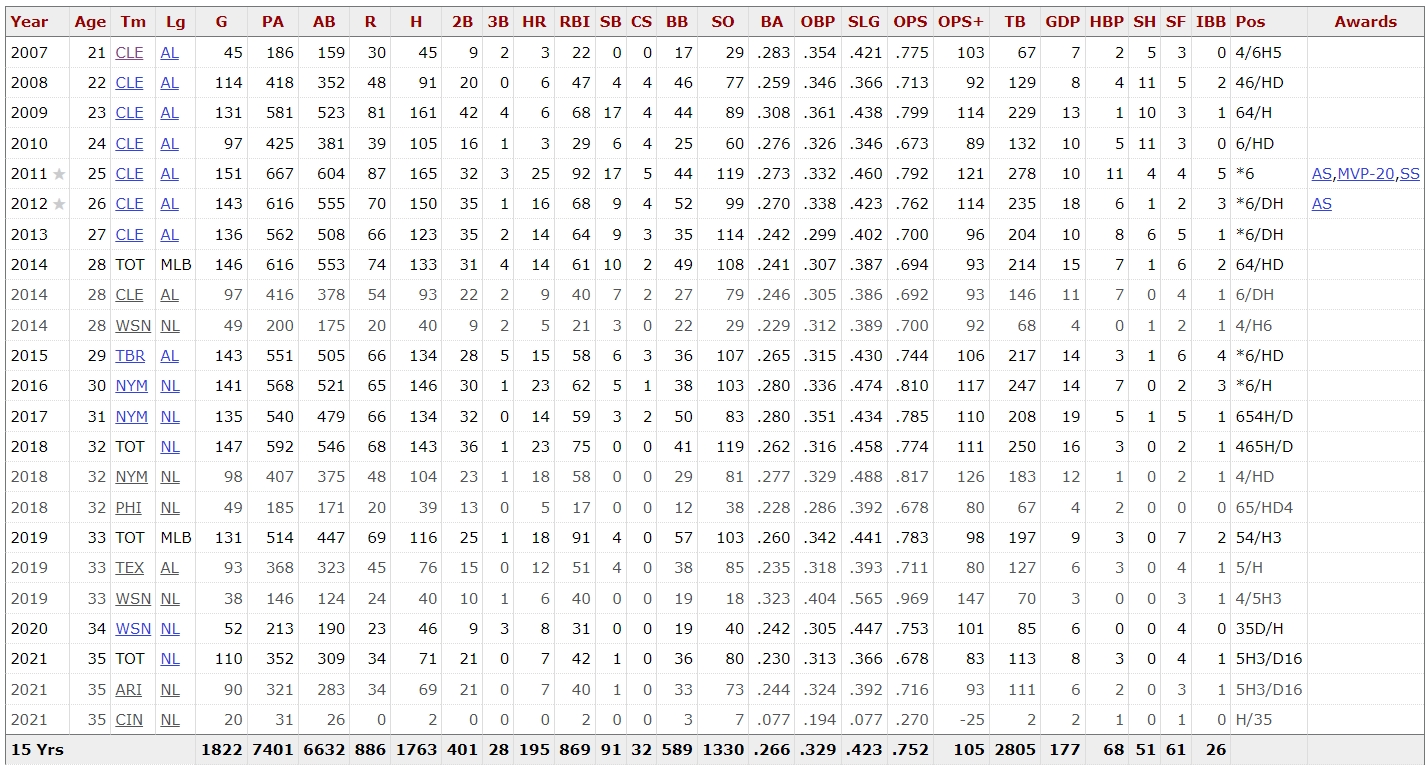 Year Age Tm Lg G PA AB R H 2B 3B HR RBI SB CS BB SO BA OBP SLG OPS OPS+ TB GDP HBP SH SF IBB Pos Awards
2007 21 CLE AL 45 186 159 30 45 9 2 3 22 0 0 17 29 .283 .354 .421 .775 103 67 7 2 5 3 0 4/6H5
2008 22 CLE AL 114 418 352 48 91 20 0 6 47 4 4 46 77 .259 .346 .366 .713 92 129 8 4 11 5 2 46/HD
2009 23 CLE AL 131 581 523 81 161 42 4 6 68 17 4 44 89 .308 .361 .438 .799 114 229 13 1 10 3 1 64/H
2010 24 CLE AL 97 425 381 39 105 16 1 3 29 6 4 25 60 .276 .326 .346 .673 89 132 10 5 11 3 0 6/HD
2011 ★ 25 CLE AL 151 667 604 87 165 32 3 25 92 17 5 44 119 .273 .332 .460 .792 121 278 10 11 4 4 5 *6 AS,MVP-20,SS
2012 ★ 26 CLE AL 143 616 555 70 150 35 1 16 68 9 4 52 99 .270 .338 .423 .762 114 235 18 6 1 2 3 *6/DH AS
2013 27 CLE AL 136 562 508 66 123 35 2 14 64 9 3 35 114 .242 .299 .402 .700 96 204 10 8 6 5 1 *6/DH
2014 28 TOT MLB 146 616 553 74 133 31 4 14 61 10 2 49 108 .241 .307 .387 .694 93 214 15 7 1 6 2 64/HD
2014 28 CLE AL 97 416 378 54 93 22 2 9 40 7 2 27 79 .246 .305 .386 .692 93 146 11 7 0 4 1 6/DH
2014 28 WSN NL 49 200 175 20 40 9 2 5 21 3 0 22 29 .229 .312 .389 .700 92 68 4 0 1 2 1 4/H6
2015 29 TBR AL 143 551 505 66 134 28 5 15 58 6 3 36 107 .265 .315 .430 .744 106 217 14 3 1 6 4 *6/HD
2016 30 NYM NL 141 568 521 65 146 30 1 23 62 5 1 38 103 .280 .336 .474 .810 117 247 14 7 0 2 3 *6/H
2017 31 NYM NL 135 540 479 66 134 32 0 14 59 3 2 50 83 .280 .351 .434 .785 110 208 19 5 1 5 1 654H/D
2018 32 TOT NL 147 592 546 68 143 36 1 23 75 0 0 41 119 .262 .316 .458 .774 111 250 16 3 0 2 1 465H/D
2018 32 NYM NL 98 407 375 48 104 23 1 18 58 0 0 29 81 .277 .329 .488 .817 126 183 12 1 0 2 1 4/HD
2018 32 PHI NL 49 185 171 20 39 13 0 5 17 0 0 12 38 .228 .286 .392 .678 80 67 4 2 0 0 0 65/HD4
2019 33 TOT MLB 131 514 447 69 116 25 1 18 91 4 0 57 103 .260 .342 .441 .783 98 197 9 3 0 7 2 54/H3
2019 33 TEX AL 93 368 323 45 76 15 0 12 51 4 0 38 85 .235 .318 .393 .711 80 127 6 3 0 4 1 5/H
2019 33 WSN NL 38 146 124 24 40 10 1 6 40 0 0 19 18 .323 .404 .565 .969 147 70 3 0 0 3 1 4/5H3
2020 34 WSN NL 52 213 190 23 46 9 3 8 31 0 0 19 40 .242 .305 .447 .753 101 85 6 0 0 4 0 35D/H
2021 35 TOT NL 110 352 309 34 71 21 0 7 42 1 0 36 80 .230 .313 .366 .678 83 113 8 3 0 4 1 5H3/D16
2021 35 ARI NL 90 321 283 34 69 21 0 7 40 1 0 33 73 .244 .324 .392 .716 93 111 6 2 0 3 1 5H3/D16
2021 35 CIN NL 20 31 26 0 2 0 0 0 2 0 0 3 7 .077 .194 .077 .270 -25 2 2 1 0 1 0 H/35
15 Yrs 1822 7401 6632 886 1763 401 28 195 869 91 32 589 1330 .266 .329 .423 .752 105 2805 177 68 51 61 26